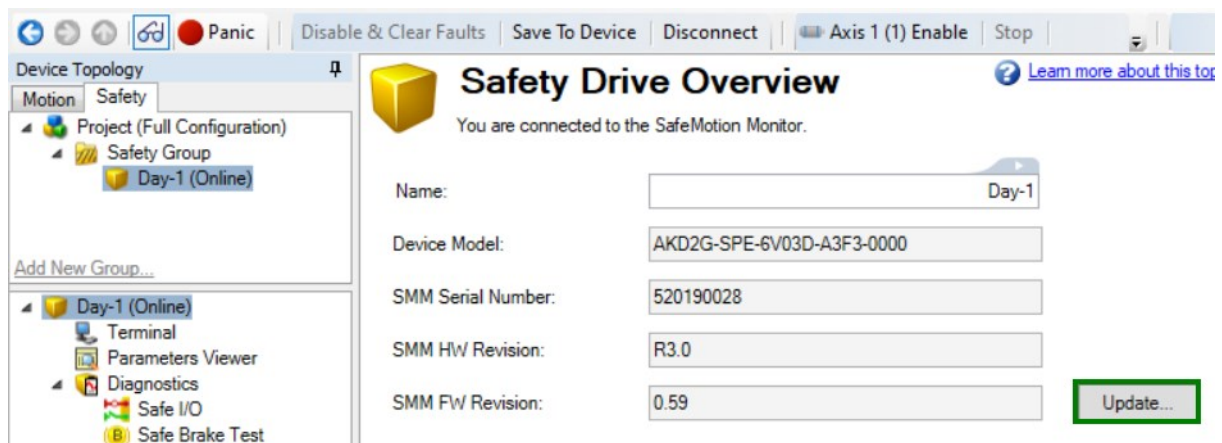 Panic
Disable & Clear Faults
Save To Device
Disconnect
Axis 1 (1) Enable
Stop
Device Topology
Motion
Safety
Project (Full Configuration)
Safety Group
Day-1 (Online)
Add New Group...
Day-1 (Online)
Terminal
Parameters Viewer
Diagnostics
Safe I/O
Safe Brake Test
Safety Drive Overview
Learn more about this top
You are connected to the SafeMotion Monitor.
Name: Day-1
Device Model: AKD2G-SPE-6V03D-A3F3-0000
SMM Serial Number: 520190028
SMM HW Revision: R3.0
SMM FW Revision: 0.59 Update...